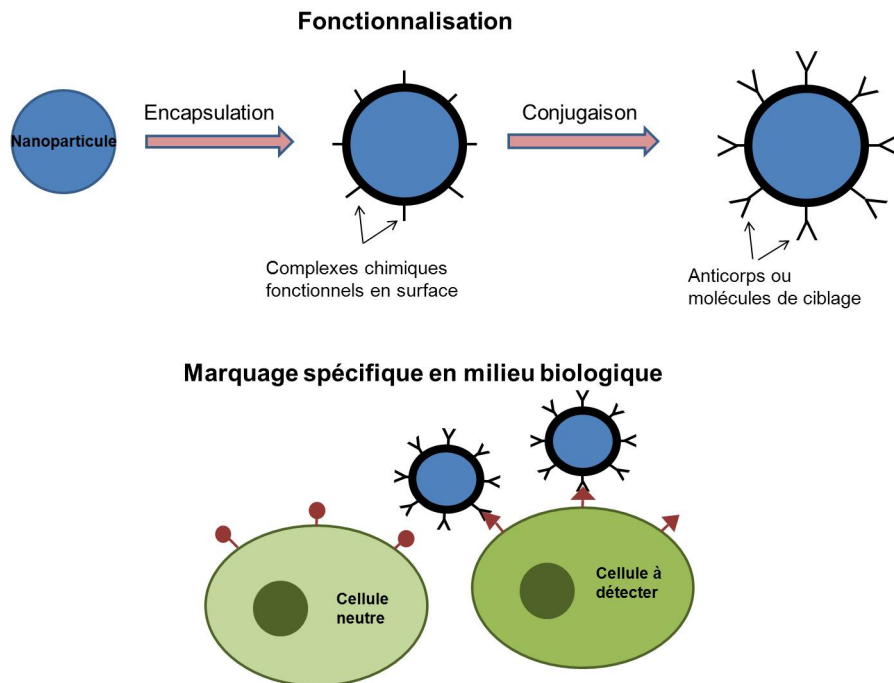 Fonctionnalisation
Encapsulation
Conjugaison
Nanoparticule
Complexes chimiques
fonctionnels en surface
Anticorps ou
molécules de ciblage
Marquage spécifique en milieu biologique
Cellule
neutre
Cellule à
détecter